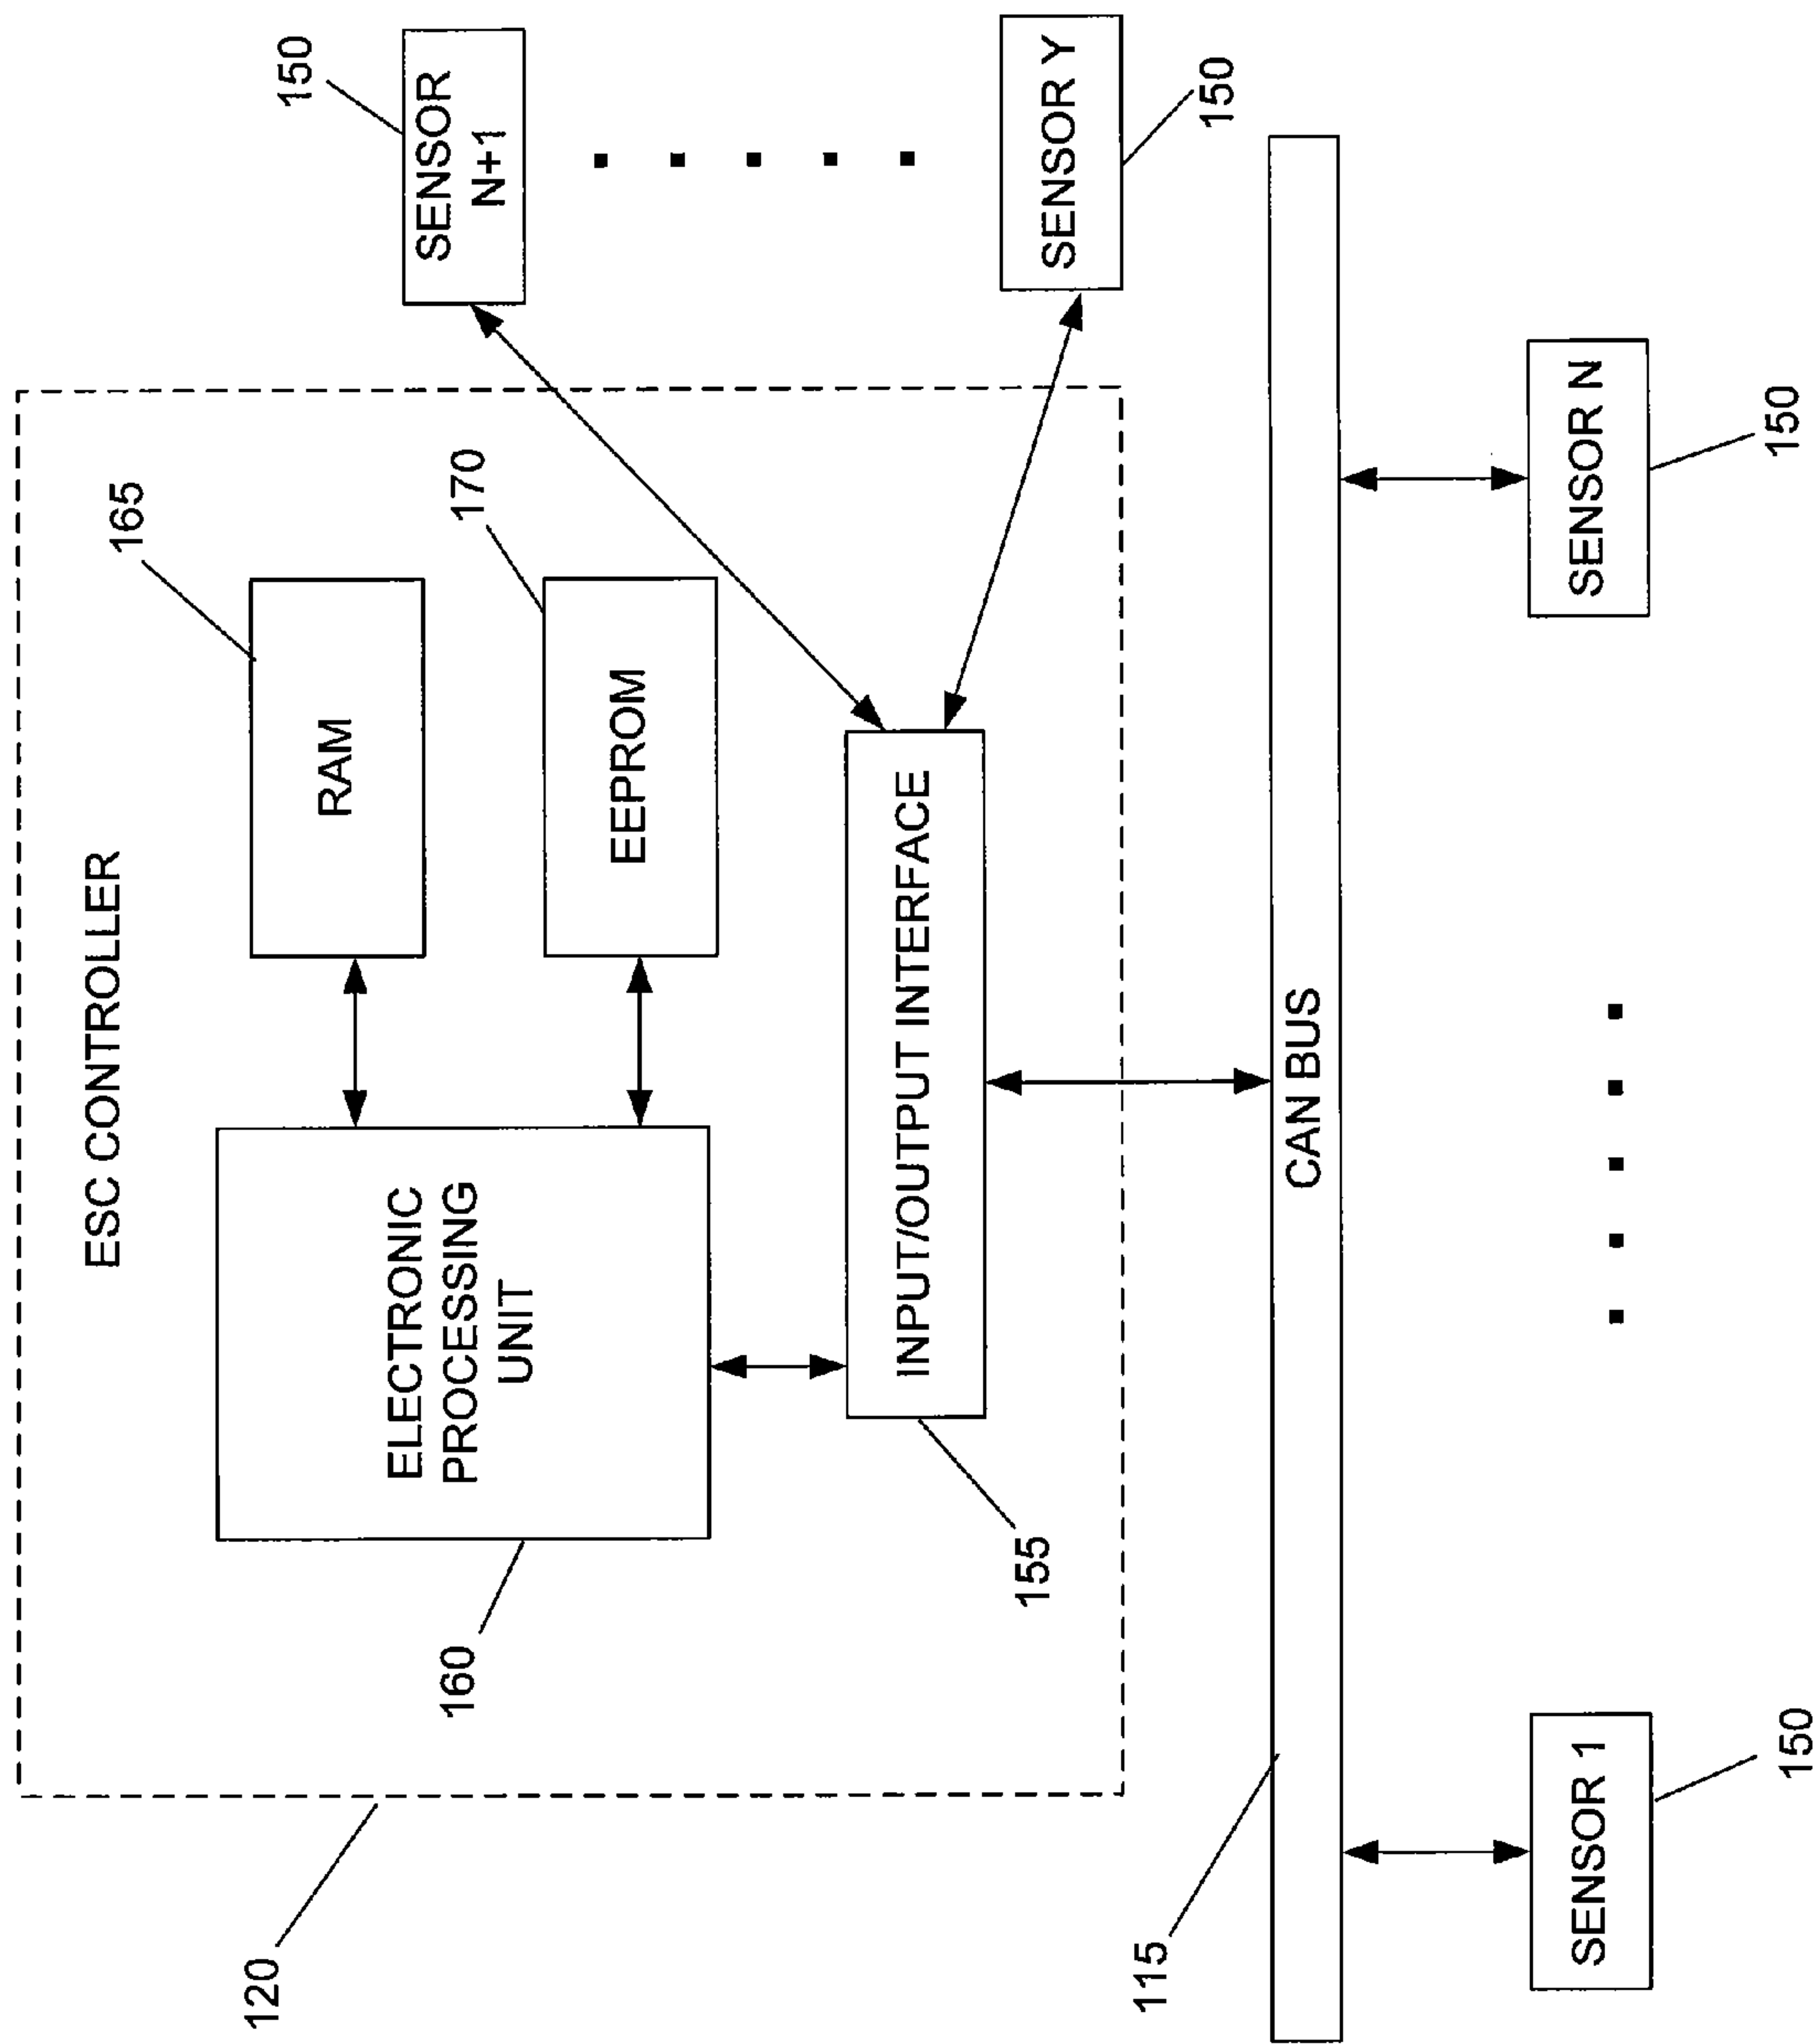 120
ESC CONTROLLER
165
RAM
170
EEPROM
ELECTRONIC
PROCESSING
UNIT
160
INPUT/OUTPUT INTERFACE
155
150
SENSOR
N+1
SENSOR Y
150
115
CAN BUS
SENSOR 1
150
SENSOR N
150